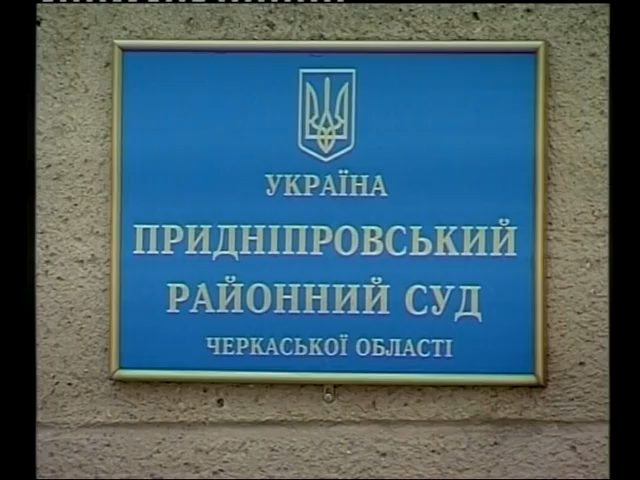 УКРАЇНА
ПРИДНІПРОВСЬКИЙ
РАЙОННИЙ СУД
ЧЕРКАСЬКОЇ ОБЛАСТІ